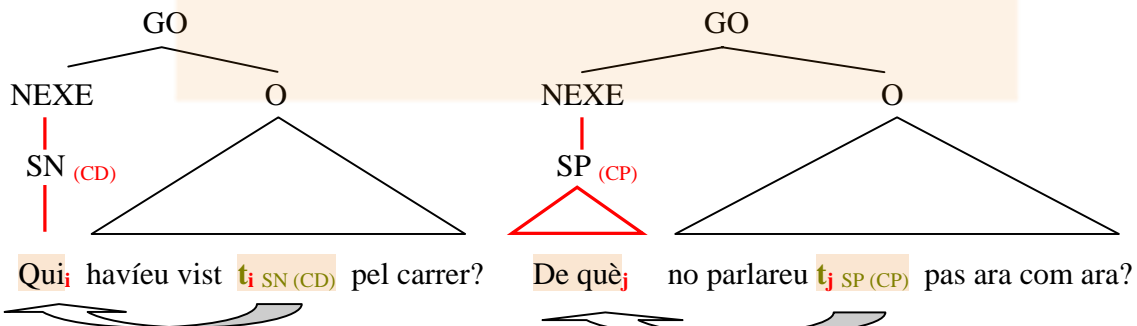 GO GO
NEXE O NEXE O
SN (CD) SP (CP)
Quiᵢ havíeu vist tᵢ SN (CD) pel carrer? De quèⱼ no parlareu tⱼ SP (CP) pas ara com ara?